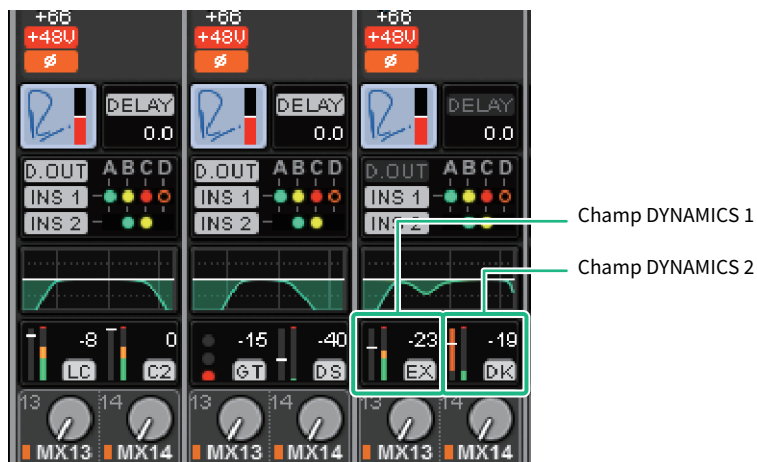 +66 +66 +66
+48V +48V +48V
ø ø ø
DELAY DELAY DELAY
0.0 0.0 0.0
D.OUT A B C D D.OUT A B C D D.OUT A B C D
INS 1 INS 1 INS 1
INS 2 INS 2 INS 2
Champ DYNAMICS 1
Champ DYNAMICS 2
-8 0 -15 -40 -23 -19
LC C2 GT DS EX DK
13 14 13 14 13 14
MX13 MX14 MX13 MX14 MX13 MX14